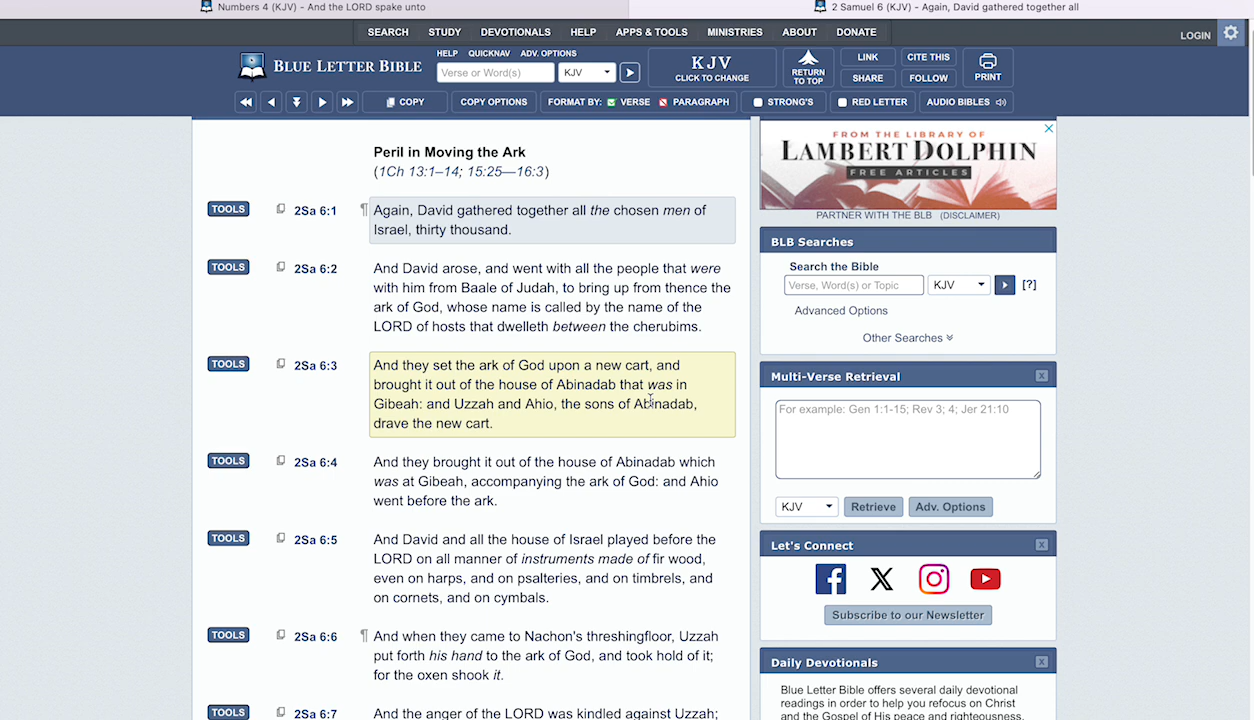 Numbers 4 (KJV) - And the LORD spake unto
2 Samuel 6 (KJV) - Again, David gathered together all
SEARCH STUDY DEVOTIONALS HELP APPS & TOOLS MINISTRIES ABOUT DONATE
LOGIN
BLUE LETTER BIBLE
HELP QUICKNAV ADV. OPTIONS
Verse or Word(s) KJV
KJV
CLICK TO CHANGE
RETURN
TO TOP
LINK CITE THIS
SHARE FOLLOW
PRINT
COPY COPY OPTIONS FORMAT BY: VERSE PARAGRAPH STRONG'S RED LETTER AUDIO BIBLES
Peril in Moving the Ark
(1Ch 13:1–14; 15:25—16:3)
TOOLS 2Sa 6:1 ¶ Again, David gathered together all the chosen men of
Israel, thirty thousand.
TOOLS 2Sa 6:2 And David arose, and went with all the people that were
with him from Baale of Judah, to bring up from thence the
ark of God, whose name is called by the name of the
LORD of hosts that dwelleth between the cherubims.
TOOLS 2Sa 6:3 And they set the ark of God upon a new cart, and
brought it out of the house of Abinadab that was in
Gibeah: and Uzzah and Ahio, the sons of Abinadab,
drave the new cart.
TOOLS 2Sa 6:4 And they brought it out of the house of Abinadab which
was at Gibeah, accompanying the ark of God: and Ahio
went before the ark.
TOOLS 2Sa 6:5 And David and all the house of Israel played before the
LORD on all manner of instruments made of fir wood,
even on harps, and on psalteries, and on timbrels, and
on cornets, and on cymbals.
TOOLS 2Sa 6:6 ¶ And when they came to Nachon's threshingfloor, Uzzah
put forth his hand to the ark of God, and took hold of it;
for the oxen shook it.
TOOLS 2Sa 6:7 And the anger of the LORD was kindled against Uzzah;
FROM THE LIBRARY OF
LAMBERT DOLPHIN
FREE ARTICLES
PARTNER WITH THE BLB (DISCLAIMER)
BLB Searches
Search the Bible
Verse, Word(s) or Topic KJV [?]
Advanced Options
Other Searches
Multi-Verse Retrieval
For example: Gen 1:1-15; Rev 3; 4; Jer 21:10
KJV Retrieve Adv. Options
Let's Connect
Subscribe to our Newsletter
Daily Devotionals
Blue Letter Bible offers several daily devotional
readings in order to help you refocus on Christ
and the Gospel of His peace and righteousness.